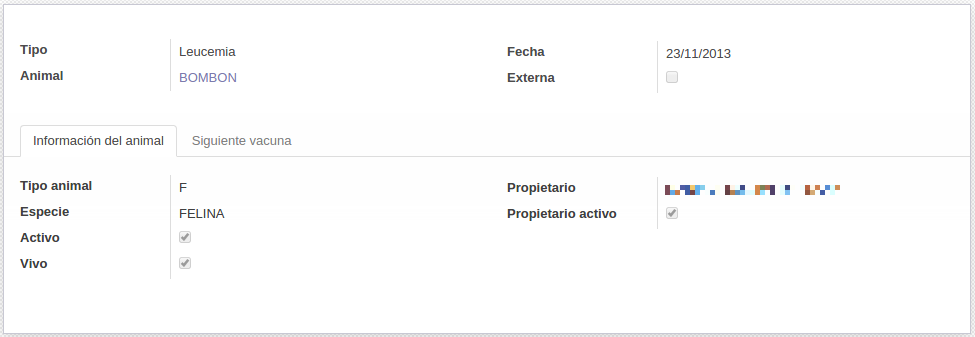 Tipo Leucemia Fecha 23/11/2013
Animal BOMBON Externa
Información del animal Siguiente vacuna
Tipo animal F Propietario
Especie FELINA Propietario activo
Activo
Vivo